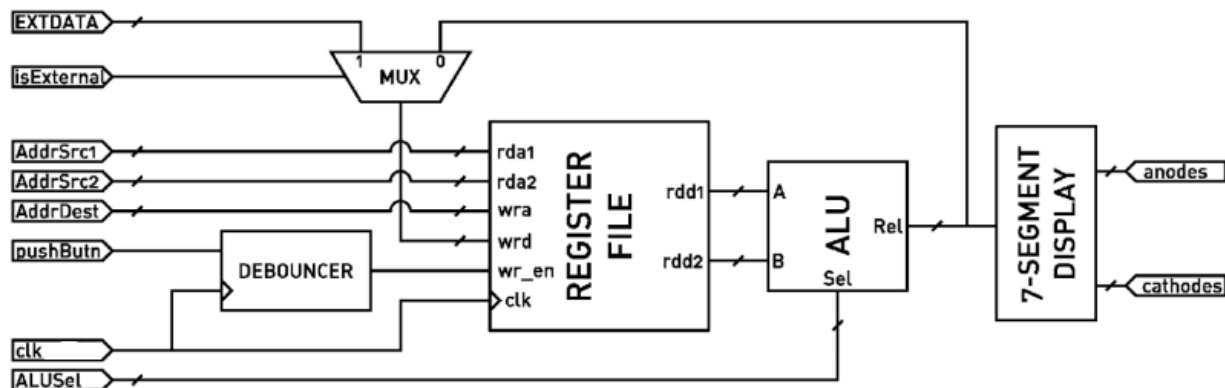 EXTDATA
isExternal
1
0
MUX
AddrSrc1
AddrSrc2
AddrDest
pushButn
clk
ALUSel
DEBOUNCER
rda1
rda2
wra
wrd
wr_en
clk
REGISTER
FILE
rdd1
rdd2
A
B
ALU
Rel
Sel
7-SEGMENT
DISPLAY
anodes
cathodes